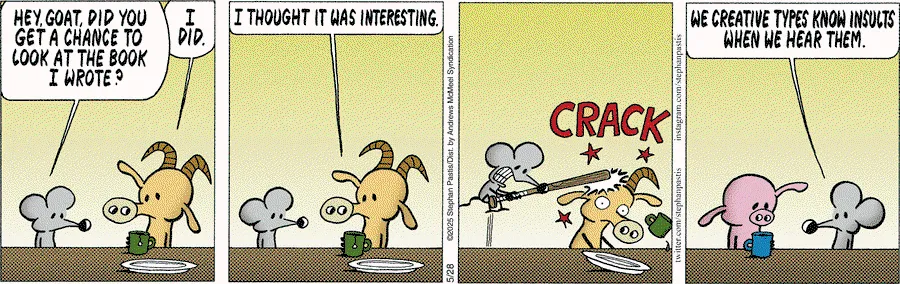 HEY, GOAT, DID YOU
GET A CHANCE TO
LOOK AT THE BOOK
I WROTE?
I
DID.
I THOUGHT IT WAS INTERESTING.
©2025 Stephan Pastis/Dist. by Andrews McMeel Syndication
5/28
CRACK
twitter.com/stephanpastis
instagram.com/stephanpastis
WE CREATIVE TYPES KNOW INSULTS
WHEN WE HEAR THEM.